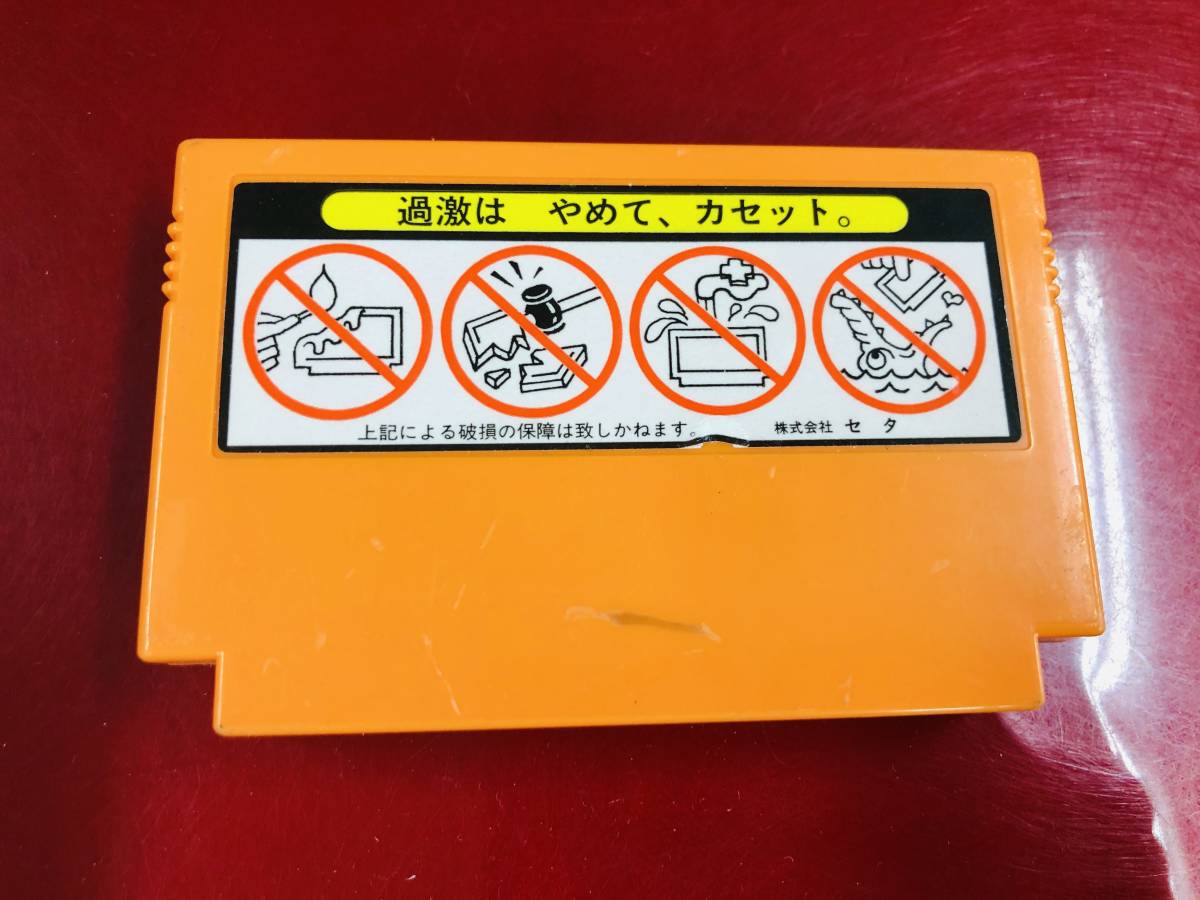 過激は　やめて、カセット。
上記による破損の保障は致しかねます。
株式会社 セタ